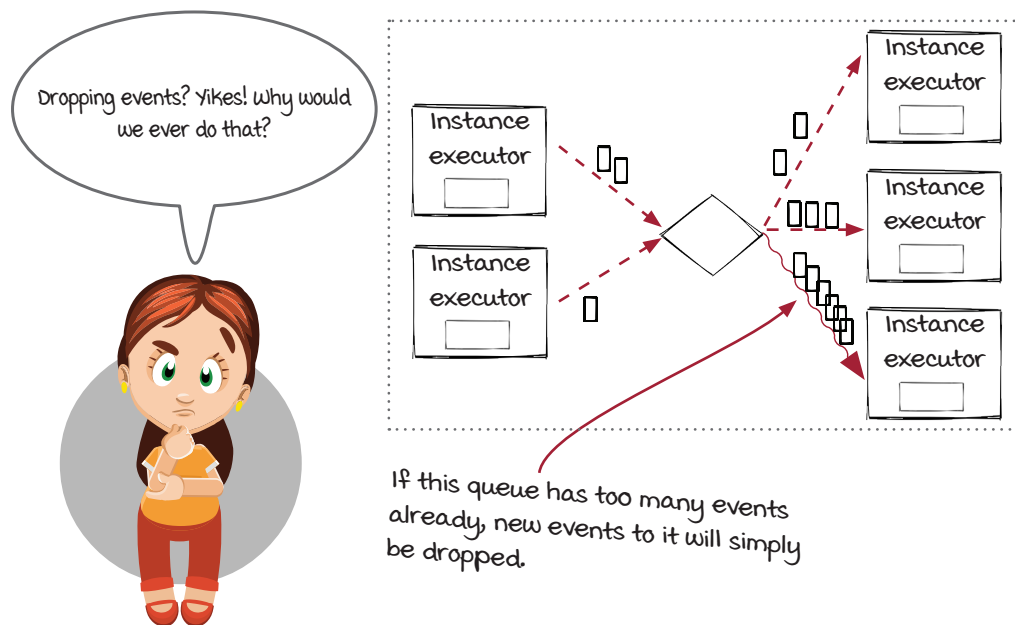 Dropping events? Yikes! Why would
we ever do that?
Instance
executor
Instance
executor
Instance
executor
Instance
executor
Instance
executor
If this queue has too many events
already, new events to it will simply
be dropped.